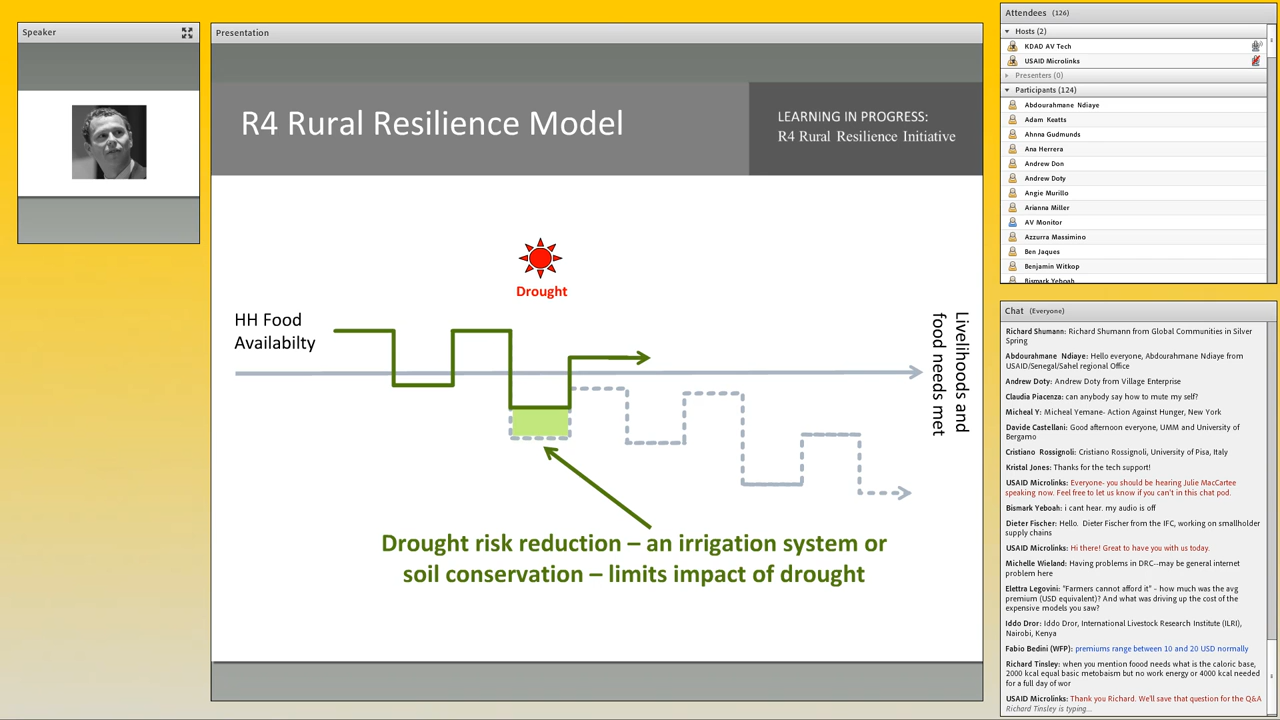 Speaker
Presentation
R4 Rural Resilience Model
LEARNING IN PROGRESS:
R4 Rural Resilience Initiative
Drought
HH Food
Availabilty
Livelihoods and
food needs met
Drought risk reduction – an irrigation system or
soil conservation – limits impact of drought
Attendees (126)
Hosts (2)
KDAD AV Tech
USAID Microlinks
Presenters (0)
Participants (124)
Abdourahmane Ndiaye
Adam Keatts
Ahnna Gudmunds
Ana Herrera
Andrew Don
Andrew Doty
Angie Murillo
Arianna Miller
AV Monitor
Azzurra Massimino
Ben Jaques
Benjamin Witkop
Bismark Yeboah
Chat (Everyone)
Richard Shumann: Richard Shumann from Global Communities in Silver
Spring
Abdourahmane Ndiaye: Hello everyone, Abdourahmane Ndiaye from
USAID/Senegal/Sahel regional Office
Andrew Doty: Andrew Doty from Village Enterprise
Claudia Piacenza: can anybody say how to mute my self?
Micheal Y: Micheal Yemane- Action Against Hunger, New York
Davide Castellani: Good afternoon everyone, UMM and University of
Bergamo
Cristiano Rossignoli: Cristiano Rossignoli, University of Pisa, Italy
Kristal Jones: Thanks for the tech support!
USAID Microlinks: Everyone- you should be hearing Julie MacCartee
speaking now. Feel free to let us know if you can't in this chat pod.
Bismark Yeboah: i cant hear. my audio is off
Dieter Fischer: Hello. Dieter Fischer from the IFC, working on smallholder
supply chains
USAID Microlinks: Hi there! Great to have you with us today.
Michelle Wieland: Having problems in DRC--may be general internet
problem here
Elettra Legovini: "Farmers cannot afford it" - how much was the avg
premium (USD equivalent)? And what was driving up the cost of the
expensive models you saw?
Iddo Dror: Iddo Dror, International Livestock Research Institute (ILRI),
Nairobi, Kenya
Fabio Bedini (WFP): premiums range between 10 and 20 USD normally
Richard Tinsley: when you mention foood needs what is the caloric base,
2000 kcal equal basic metobaism but no work energy or 4000 kcal needed
for a full day of wor
USAID Microlinks: Thank you Richard. We'll save that question for the Q&A
Richard Tinsley is typing...